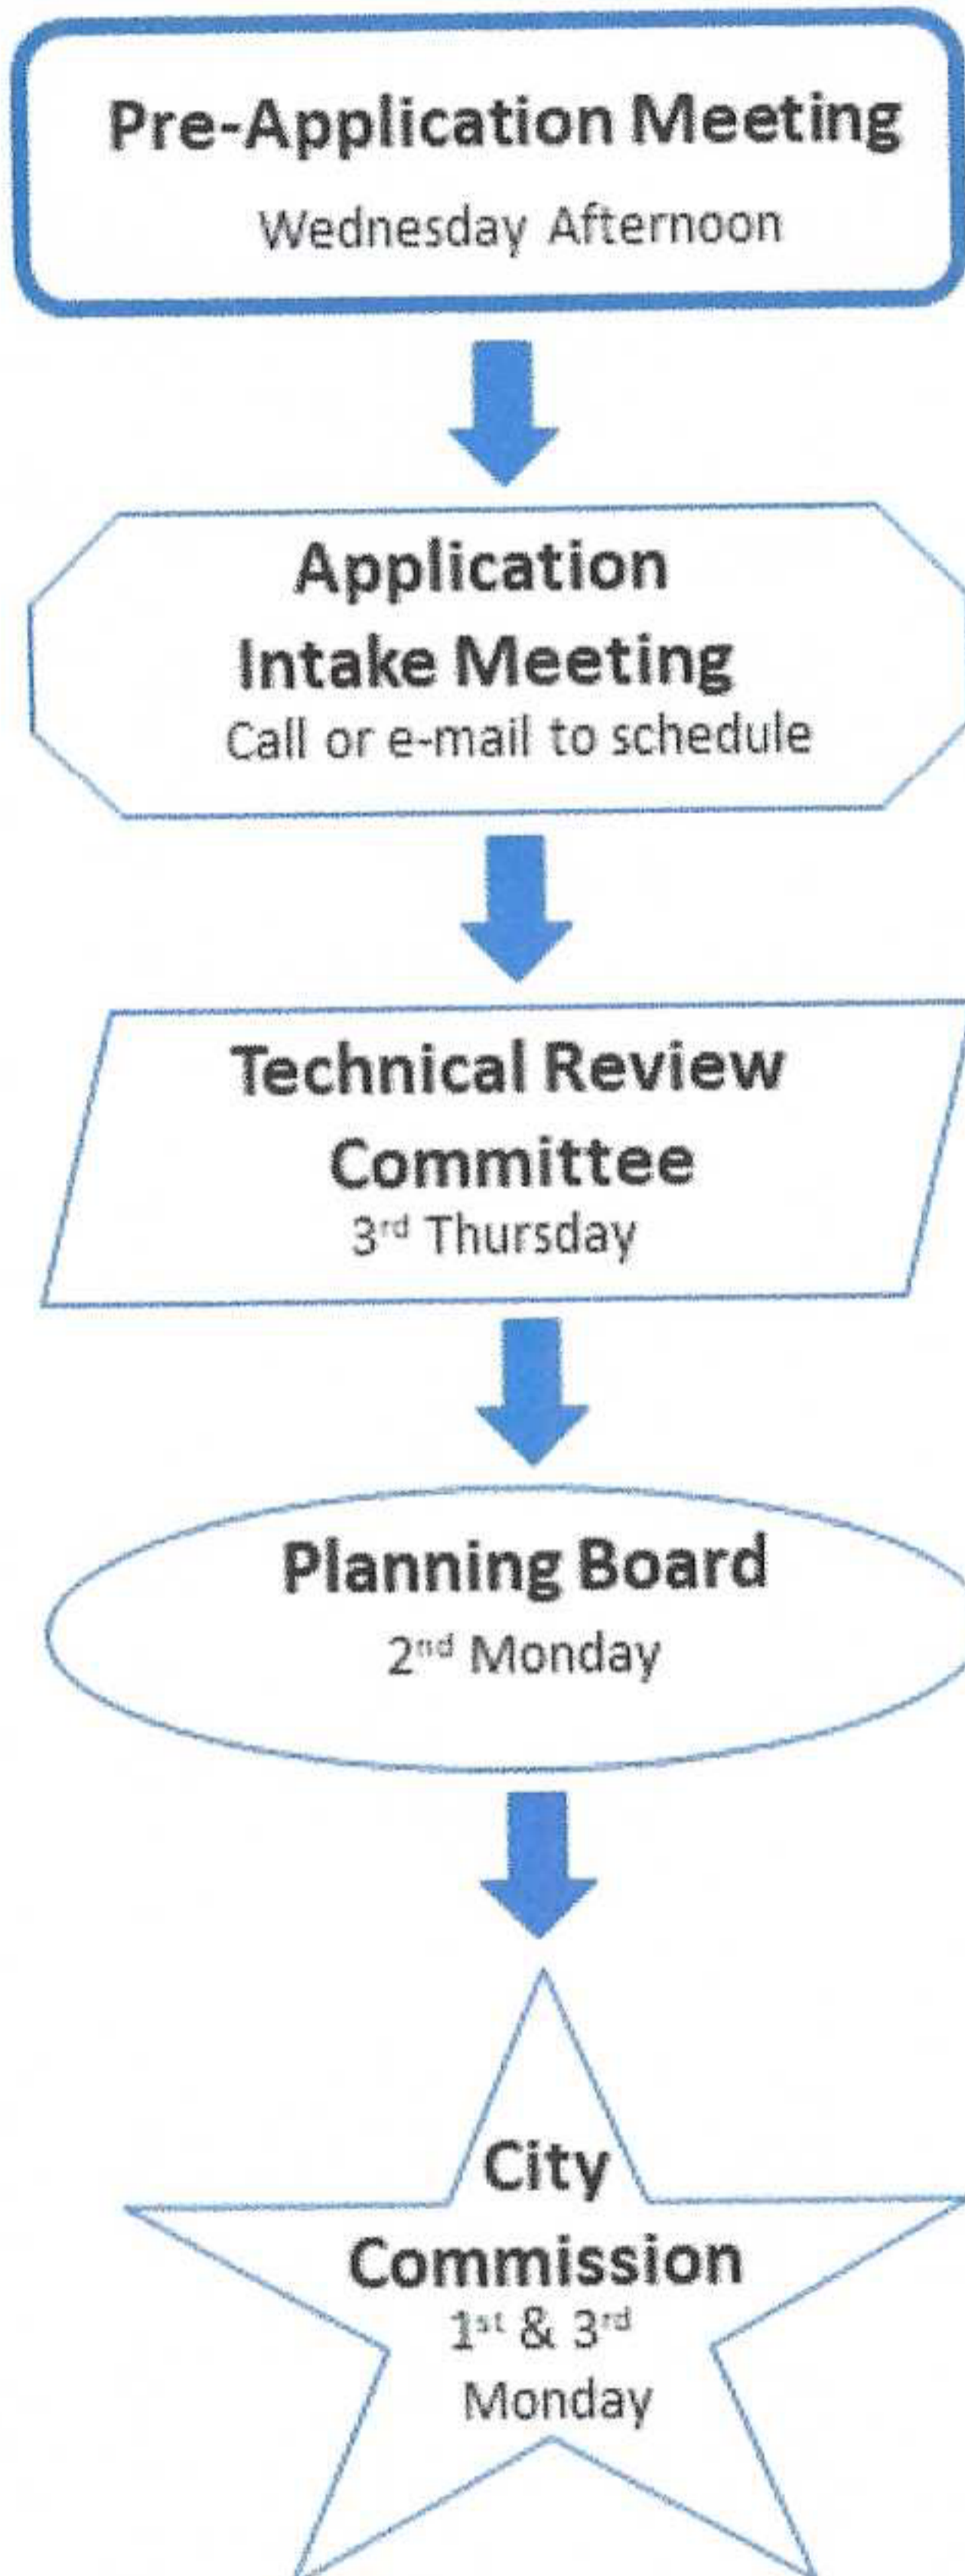 Pre-Application Meeting
Wednesday Afternoon
Application
Intake Meeting
Call or e-mail to schedule
Technical Review
Committee
3rd Thursday
Planning Board
2nd Monday
City
Commission
1st & 3rd
Monday